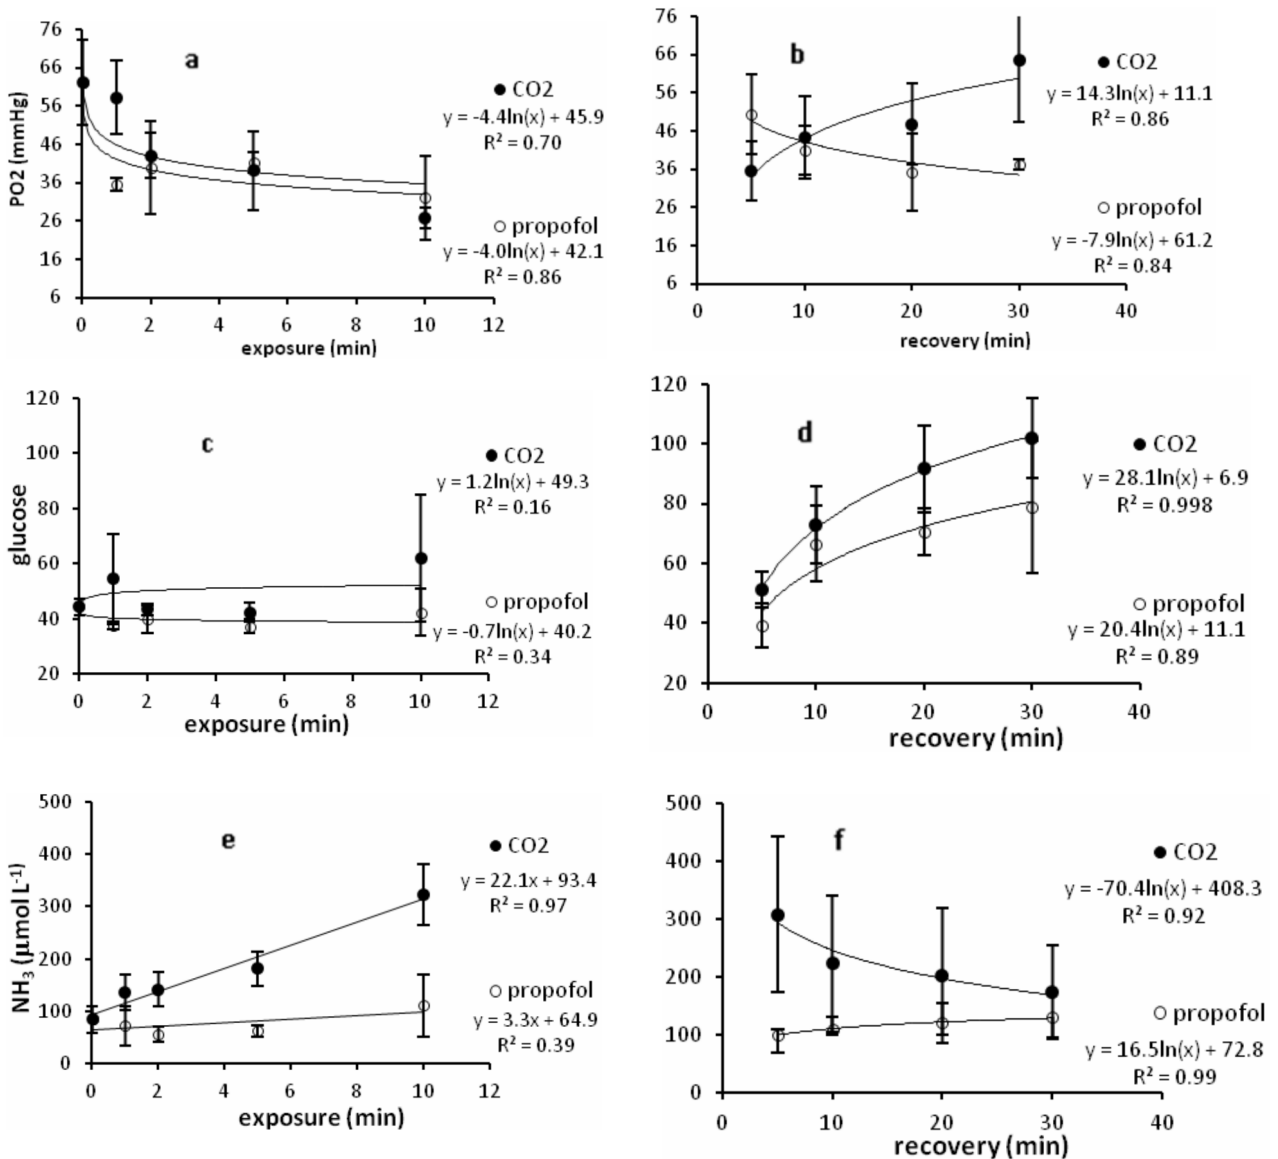 76
66
56
46
36
26
16
6
PO2 (mmHg)
a
CO2
y = -4.4ln(x) + 45.9
R² = 0.70
propofol
y = -4.0ln(x) + 42.1
R² = 0.86
0 2 4 6 8 10 12
exposure (min)
76
66
56
46
36
26
16
6
b
CO2
y = 14.3ln(x) + 11.1
R² = 0.86
propofol
y = -7.9ln(x) + 61.2
R² = 0.84
0 10 20 30 40
recovery (min)
120
100
80
60
40
20
glucose
c
CO2
y = 1.2ln(x) + 49.3
R² = 0.16
propofol
y = -0.7ln(x) + 40.2
R² = 0.34
0 2 4 6 8 10 12
exposure (min)
120
100
80
60
40
20
d
CO2
y = 28.1ln(x) + 6.9
R² = 0.998
propofol
y = 20.4ln(x) + 11.1
R² = 0.89
0 10 20 30 40
recovery (min)
500
400
300
200
100
0
NH₃ (µmol L⁻¹)
e
CO2
y = 22.1x + 93.4
R² = 0.97
propofol
y = 3.3x + 64.9
R² = 0.39
0 2 4 6 8 10 12
exposure (min)
500
400
300
200
100
0
f
CO2
y = -70.4ln(x) + 408.3
R² = 0.92
propofol
y = 16.5ln(x) + 72.8
R² = 0.99
0 10 20 30 40
recovery (min)